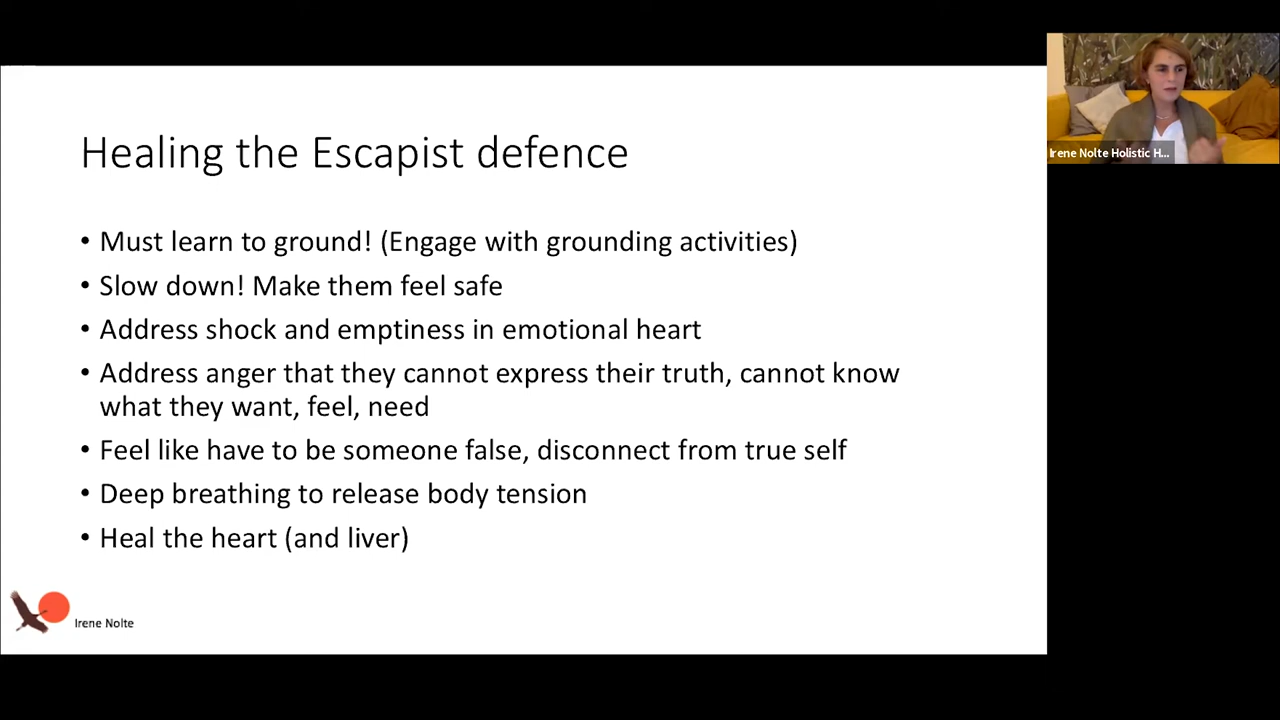 Healing the Escapist defence
• Must learn to ground! (Engage with grounding activities)
• Slow down! Make them feel safe
• Address shock and emptiness in emotional heart
• Address anger that they cannot express their truth, cannot know
what they want, feel, need
• Feel like have to be someone false, disconnect from true self
• Deep breathing to release body tension
• Heal the heart (and liver)
Irene Nolte
Irene Nolte Holistic H...